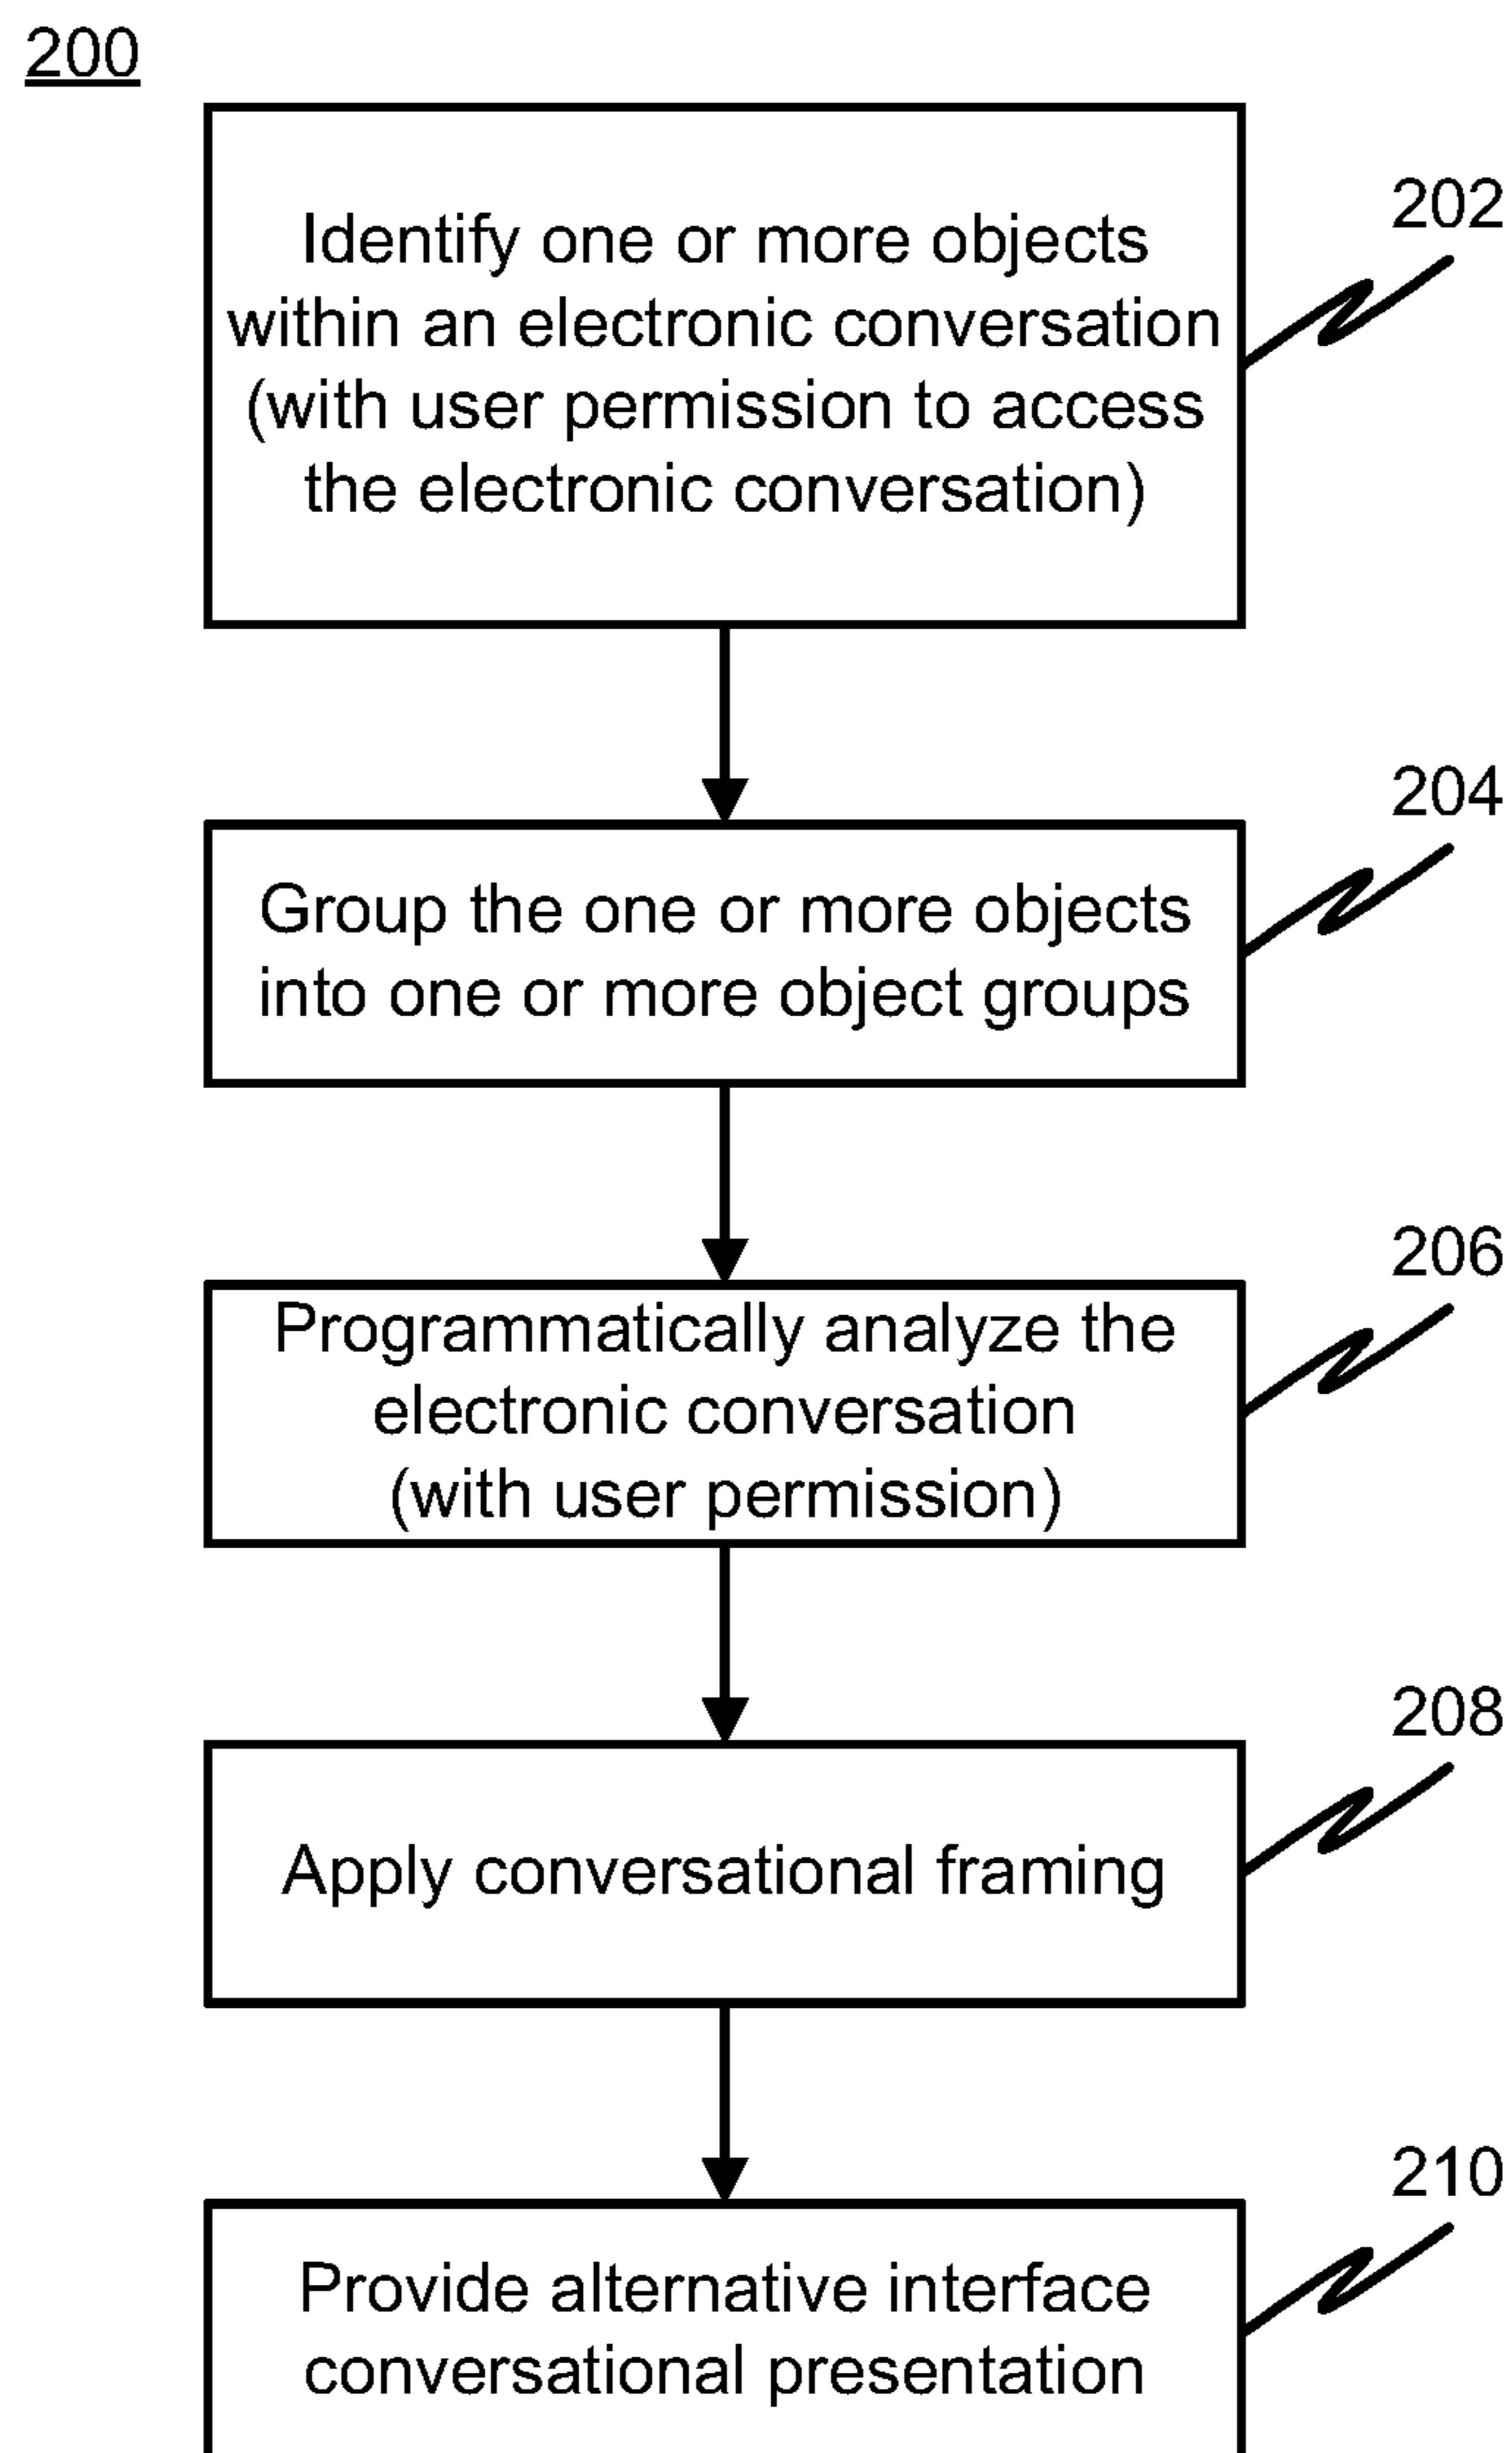 200
Identify one or more objects
within an electronic conversation
(with user permission to access
the electronic conversation)
202
Group the one or more objects
into one or more object groups
204
Programmatically analyze the
electronic conversation
(with user permission)
206
Apply conversational framing
208
Provide alternative interface
conversational presentation
210